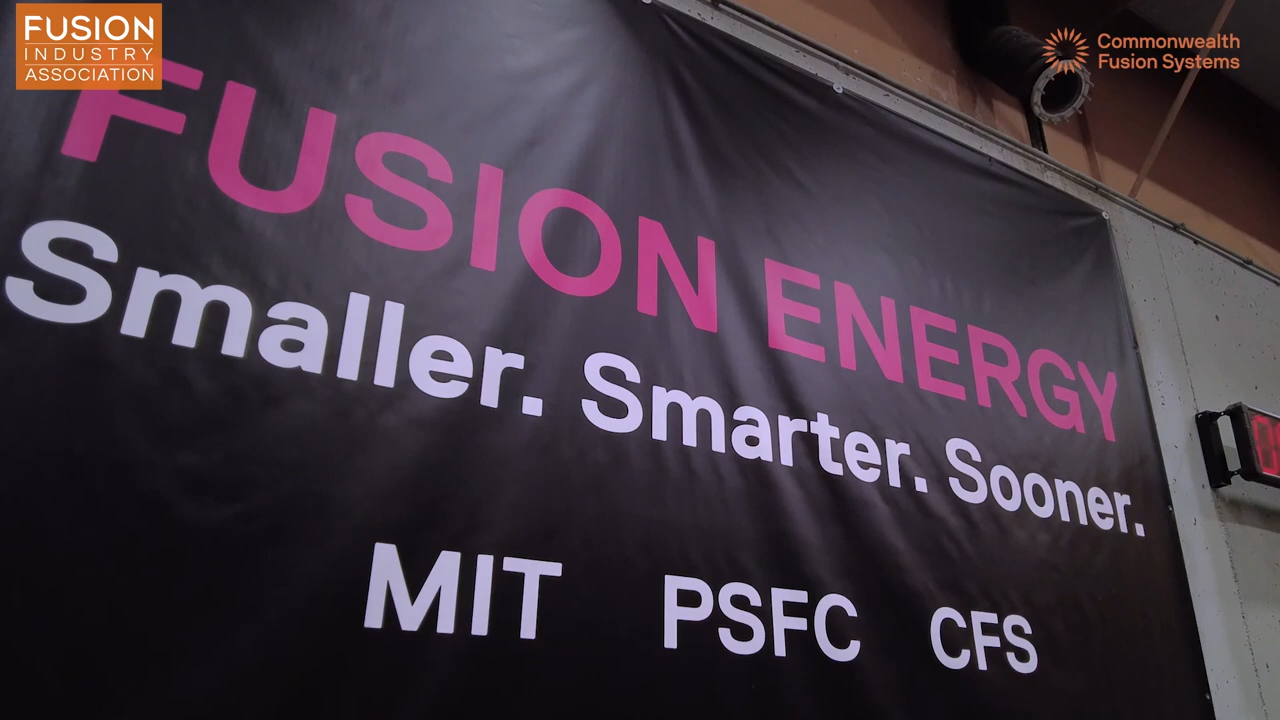 FUSION
INDUSTRY
ASSOCIATION
Commonwealth
Fusion Systems
FUSION ENERGY
Smaller. Smarter. Sooner.
MIT PSFC CFS